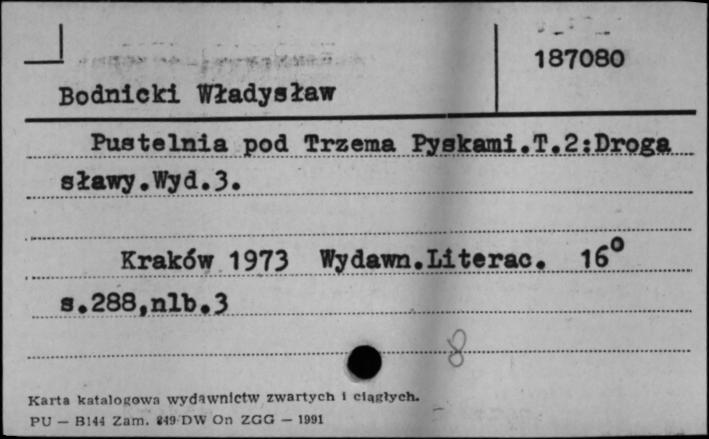 187080
Bodnicki Władysław
Pustelnia pod Trzema Pyskami.T.2:Droga
sławy.Wyd.3.
Kraków 1973 Wydawn.Literac. 16°
s.288,nlb.3
8
Karta katalogowa wydawnictw zwartych i ciągłych.
PU — B144 Zam. 849 DW On ZGG — 1991